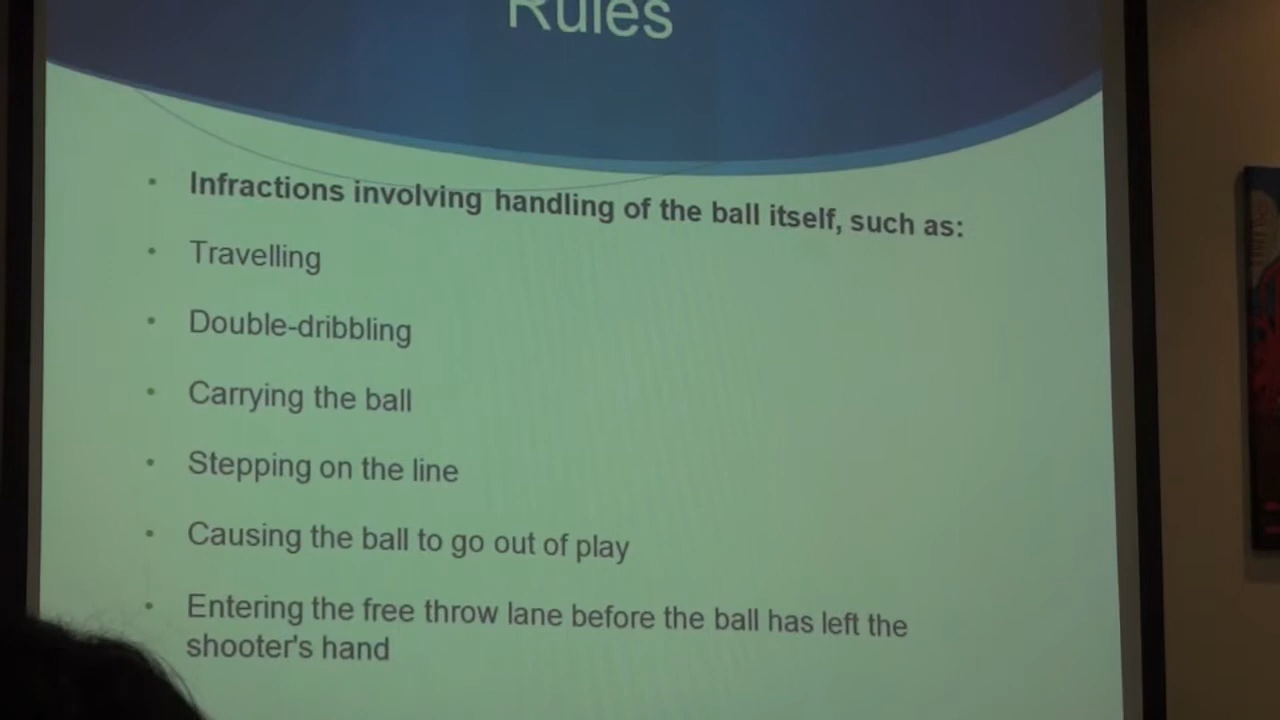 Rules
Infractions involving handling of the ball itself, such as:
Travelling
Double-dribbling
Carrying the ball
Stepping on the line
Causing the ball to go out of play
Entering the free throw lane before the ball has left the
shooter's hand